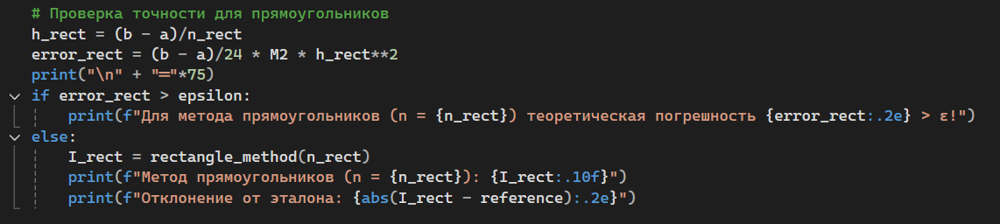 # Проверка точности для прямоугольников
h_rect = (b - a)/n_rect
error_rect = (b - a)/24 * M2 * h_rect**2
print("\n" + "═"*75)
if error_rect > epsilon:
    print(f"Для метода прямоугольников (n = {n_rect}) теоретическая погрешность {error_rect:.2e} > ε!")
else:
    I_rect = rectangle_method(n_rect)
    print(f"Метод прямоугольников (n = {n_rect}): {I_rect:.10f}")
    print(f"Отклонение от эталона: {abs(I_rect - reference):.2e}")